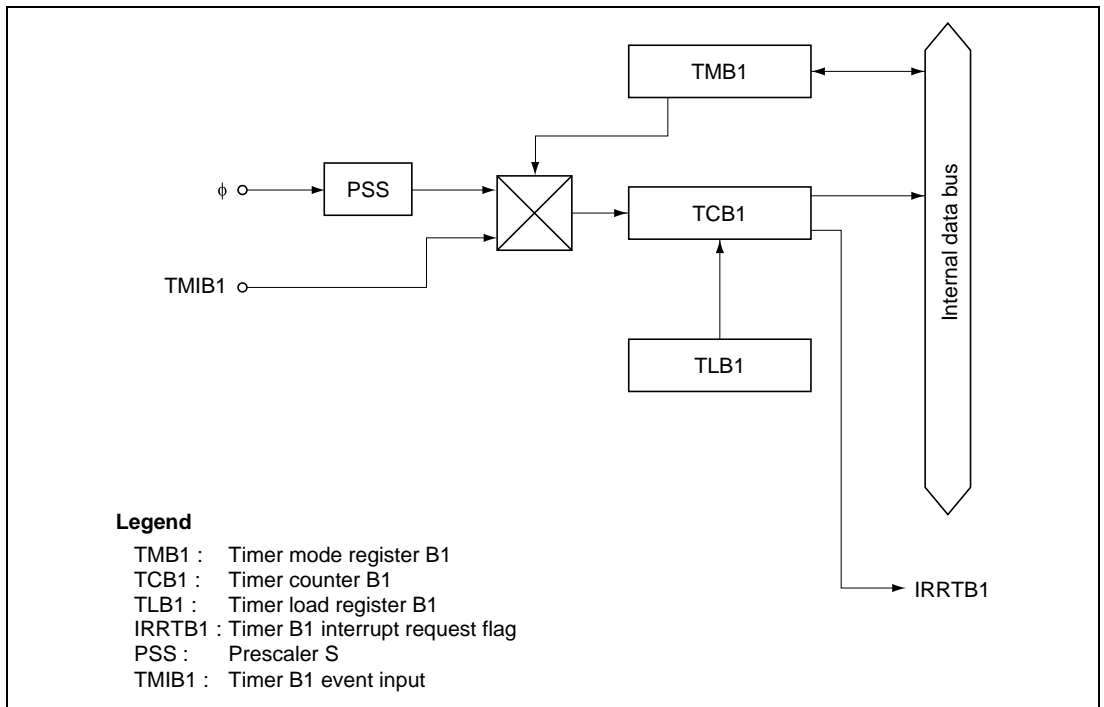 TMB1
ϕ
PSS
TCB1
TMIB1
TLB1
Internal data bus
IRRTB1
Legend
TMB1 : Timer mode register B1
TCB1 : Timer counter B1
TLB1 : Timer load register B1
IRRTB1 : Timer B1 interrupt request flag
PSS : Prescaler S
TMIB1 : Timer B1 event input